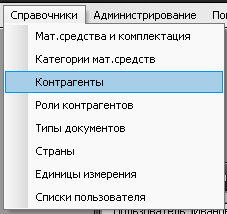 Справочники Администрирование
Мат.средства и комплектация
Категории мат.средств
Контрагенты
Роли контрагентов
Типы документов
Страны
Единицы измерения
Списки пользователя